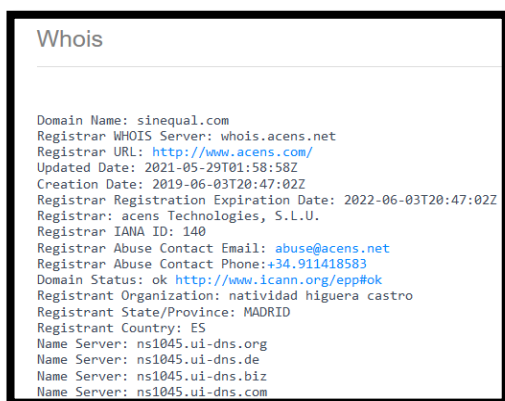 Whois
Domain Name: sinequal.com
Registrar WHOIS Server: whois.acens.net
Registrar URL: http://www.acens.com/
Updated Date: 2021-05-29T01:58:58Z
Creation Date: 2019-06-03T20:47:02Z
Registrar Registration Expiration Date: 2022-06-03T20:47:02Z
Registrar: acens Technologies, S.L.U.
Registrar IANA ID: 140
Registrar Abuse Contact Email: abuse@acens.net
Registrar Abuse Contact Phone:+34.911418583
Domain Status: ok http://www.icann.org/epp#ok
Registrant Organization: natividad higuera castro
Registrant State/Province: MADRID
Registrant Country: ES
Name Server: ns1045.ui-dns.org
Name Server: ns1045.ui-dns.de
Name Server: ns1045.ui-dns.biz
Name Server: ns1045.ui-dns.com